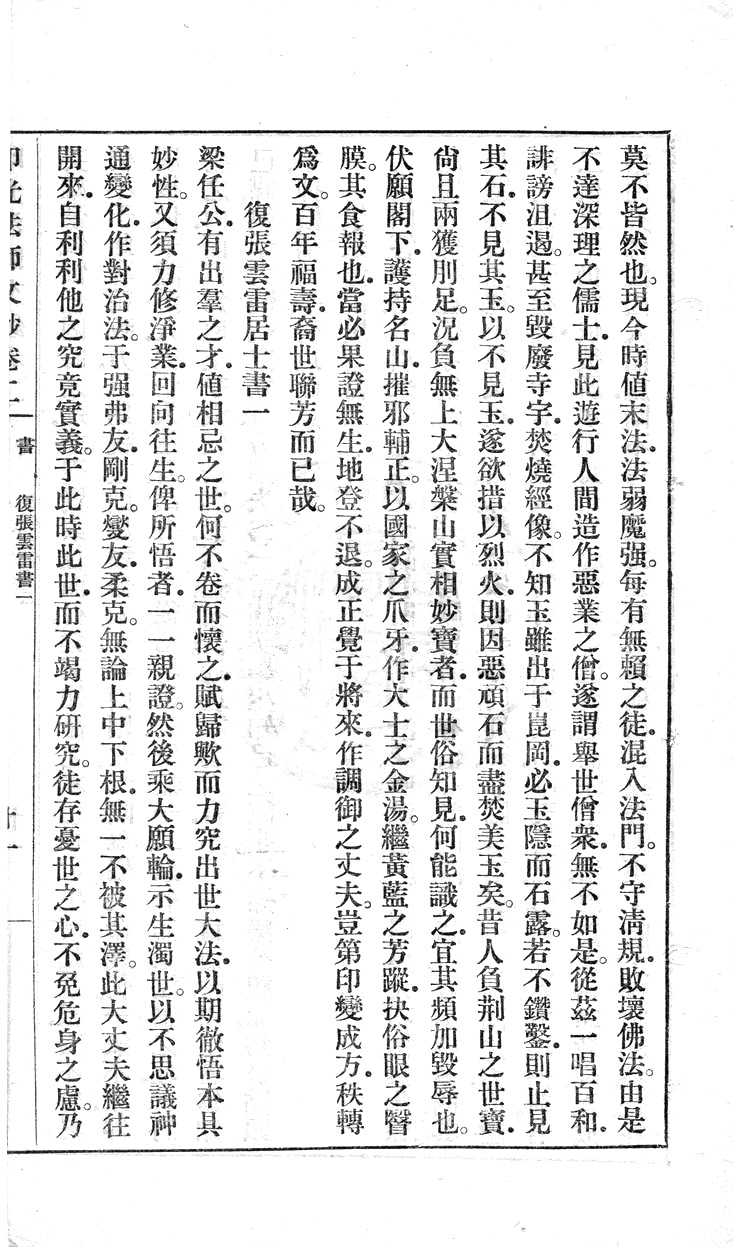 莫不皆然也。現今時值末法。法弱魔强。每有無賴之徒。混入法門。不守淸規。敗壞佛法。由是
不達深理之儒士。見此遊行人間造作惡業之僧。遂謂舉世僧衆。無不如是。從茲一唱百和。
誹謗沮遏。甚至毀廢寺宇。焚燒經像。不知玉雖出于崑岡。必玉隱而石露。若不鑽鑿。則止見
其石。不見其玉。以不見玉。遂欲措以烈火。則因惡頑石而盡焚美玉矣。昔人負荆山之世寶。
尙且兩獲刖足。況負無上大涅槃山實相妙寶者。而世俗知見。何能識之。宜其頻加毀辱也。
伏願閣下。護持名山。摧邪輔正。以國家之爪牙。作大士之金湯。繼黃藍之芳蹤。抉俗眼之瞖
膜。其食報也。當必果證無生。地登不退。成正覺于將來。作調御之丈夫。豈第印變成方。秩轉
爲文。百年福壽。裔世聯芳而已哉。
復張雲雷居士書一
梁任公。有出羣之才。值相忌之世。何不卷而懷之。賦歸歟而力究出世大法。以期徹悟本具
妙性。又須力修淨業。回向往生。俾所悟者。一一親證。然後乘大願輪。示生濁世。以不思議神
通變化。作對治法。于强弗友。剛克。燮友。柔克。無論上中下根。無一不被其澤。此大丈夫繼往
開來。自利利他之究竟實義。于此時此世。而不竭力研究。徒存憂世之心。不免危身之慮。乃
印光法師文鈔卷二 書 復張雲雷書一 十一